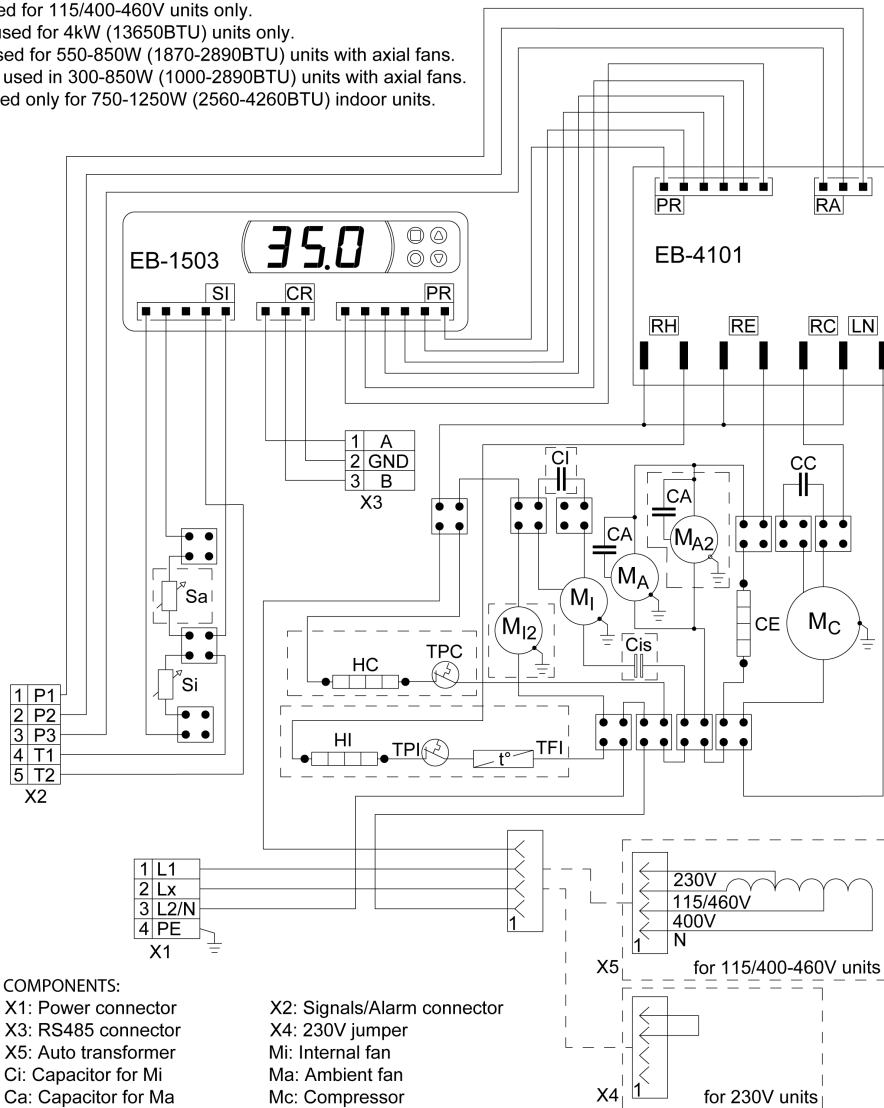 ed for 115/400-460V units only.
used for 4kW (13650BTU) units only.
sed for 550-850W (1870-2890BTU) units with axial fans.
used in 300-850W (1000-2890BTU) units with axial fans.
ed only for 750-1250W (2560-4260BTU) indoor units.
PR
RA
EB-4101
EB-1503
35.0
SI
CR
PR
RH
RE
RC
LN
1 A
2 GND
3 B
X3
CI
CA
CA
CC
MA2
MA
MI
MI2
MC
CE
Cis
Sa
Si
HC
TPC
HI
TPI
t°
TFI
1 P1
2 P2
3 P3
4 T1
5 T2
X2
1 L1
2 Lx
3 L2/N
4 PE
X1
1
230V
115/460V
400V
N
1
X5
for 115/400-460V units
1
X4
for 230V units
COMPONENTS:
X1: Power connector
X3: RS485 connector
X5: Auto transformer
Ci: Capacitor for Mi
Ca: Capacitor for Ma
X2: Signals/Alarm connector
X4: 230V jumper
Mi: Internal fan
Ma: Ambient fan
Mc: Compressor